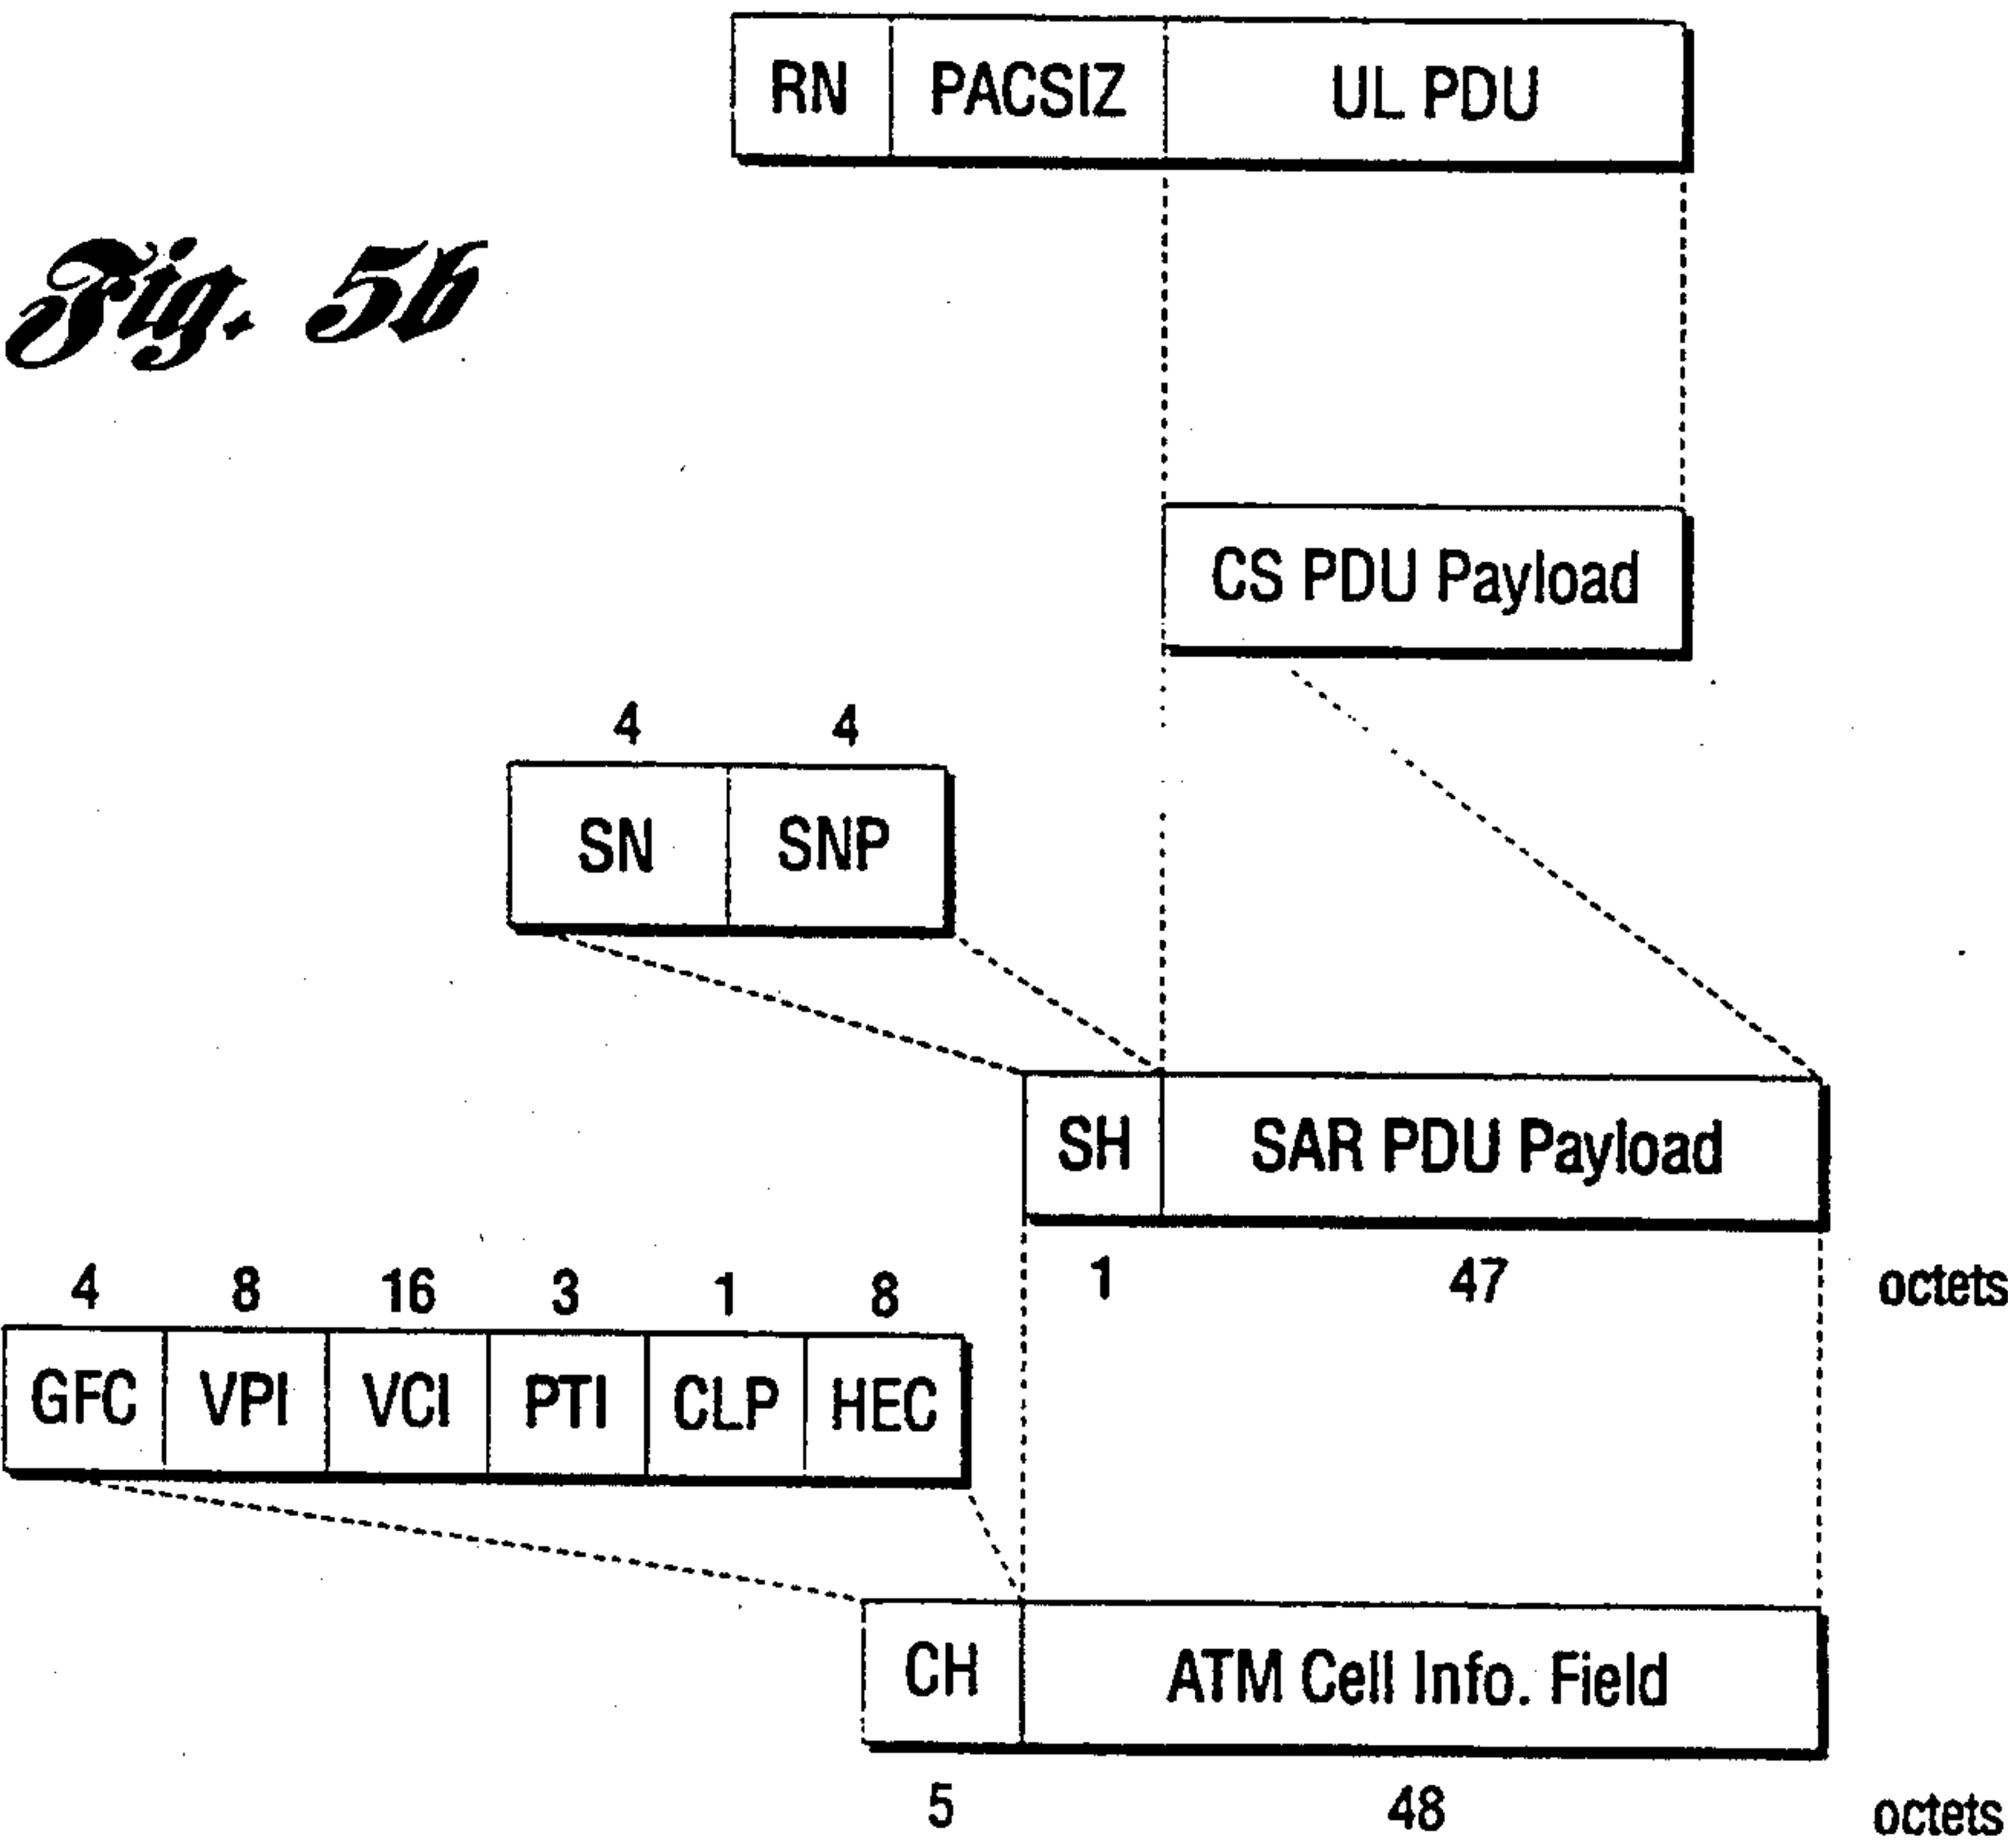 RN PACSIZ UL PDU
Fig. 5b
CS PDU Payload
4 4
SN SNP
SH SAR PDU Payload
1 47 octets
4 8 16 3 1 8
GFC VPI VCI PTI CLP HEC
CH ATM Cell Info. Field
5 48 octets